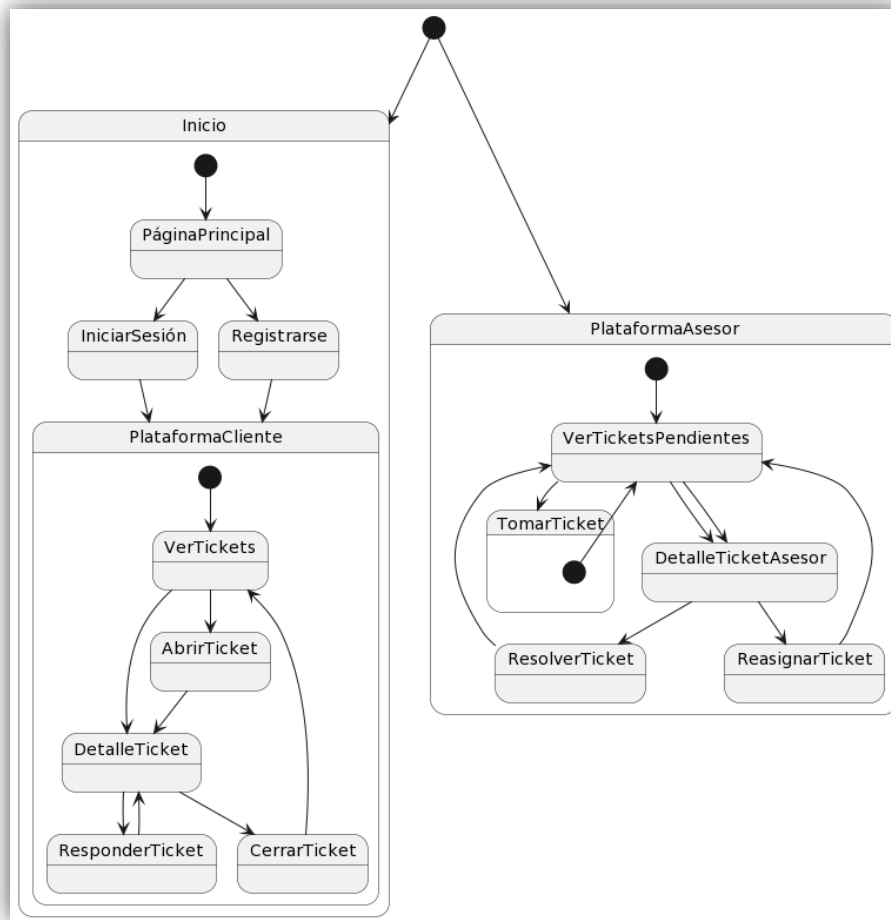 Inicio
PáginaPrincipal
IniciarSesión
Registrarse
PlataformaCliente
VerTickets
AbrirTicket
DetalleTicket
ResponderTicket
CerrarTicket
PlataformaAsesor
VerTicketsPendientes
TomarTicket
DetalleTicketAsesor
ResolverTicket
ReasignarTicket